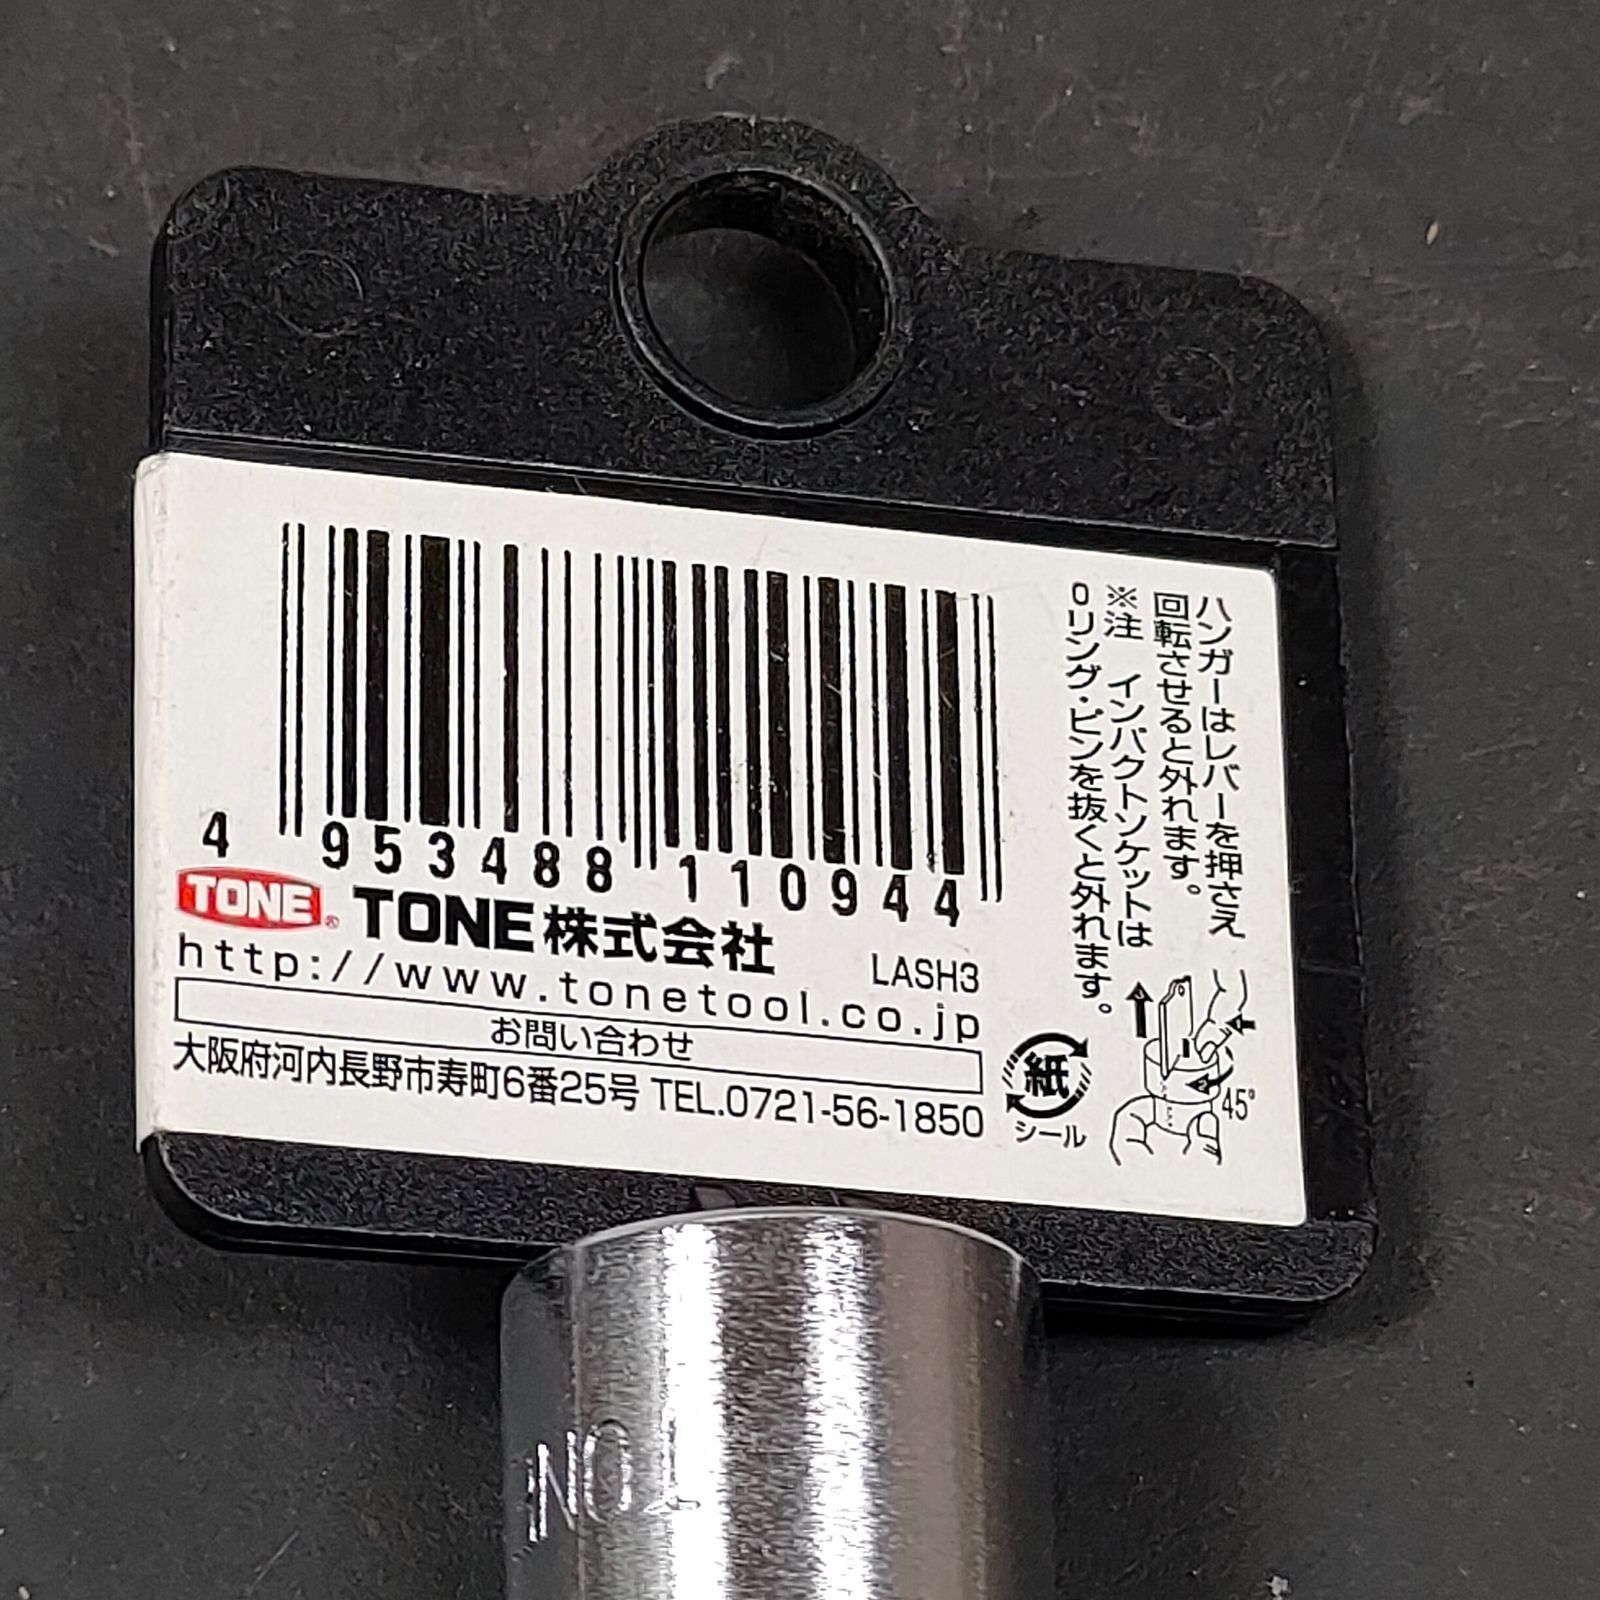 ハンガーはレバーを押さえ
回転させると外れます。
※注 インパクトソケットは
Oリング・ピンを抜くと外れます。
4 953488 110944
TONE® TONE株式会社
LASH3
http://www.tonetool.co.jp
お問い合わせ
大阪府河内長野市寿町6番25号 TEL.0721-56-1850
紙
シール
45°